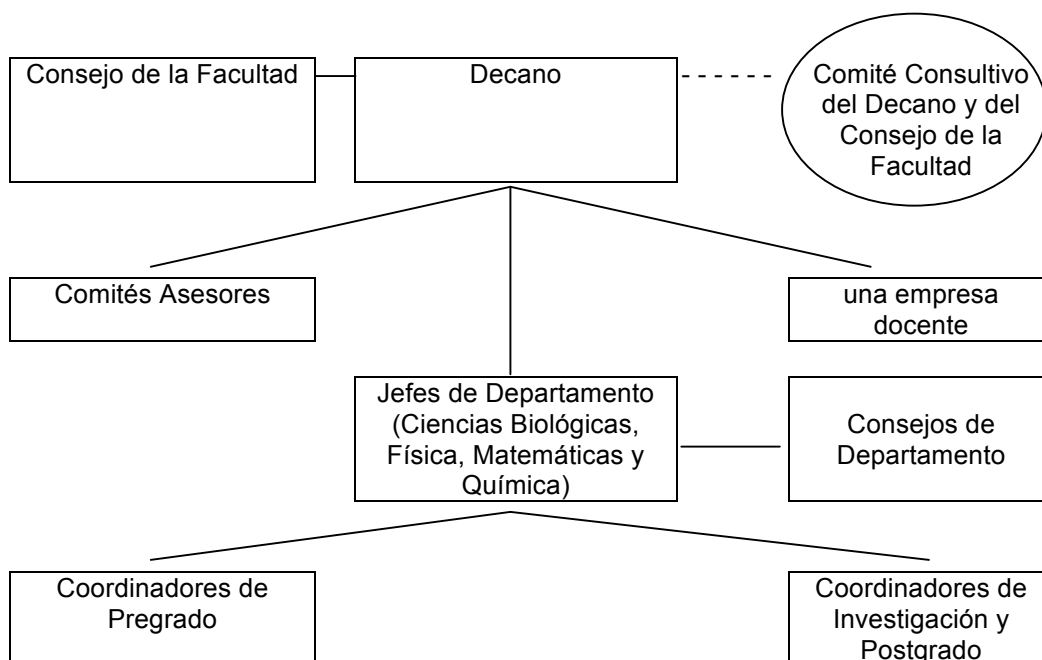 Consejo de la Facultad
Decano
Comité Consultivo
del Decano y del
Consejo de la
Facultad
Comités Asesores
una empresa
docente
Jefes de Departamento
(Ciencias Biológicas,
Física, Matemáticas y
Química)
Consejos de
Departamento
Coordinadores de
Pregrado
Coordinadores de
Investigación y
Postgrado